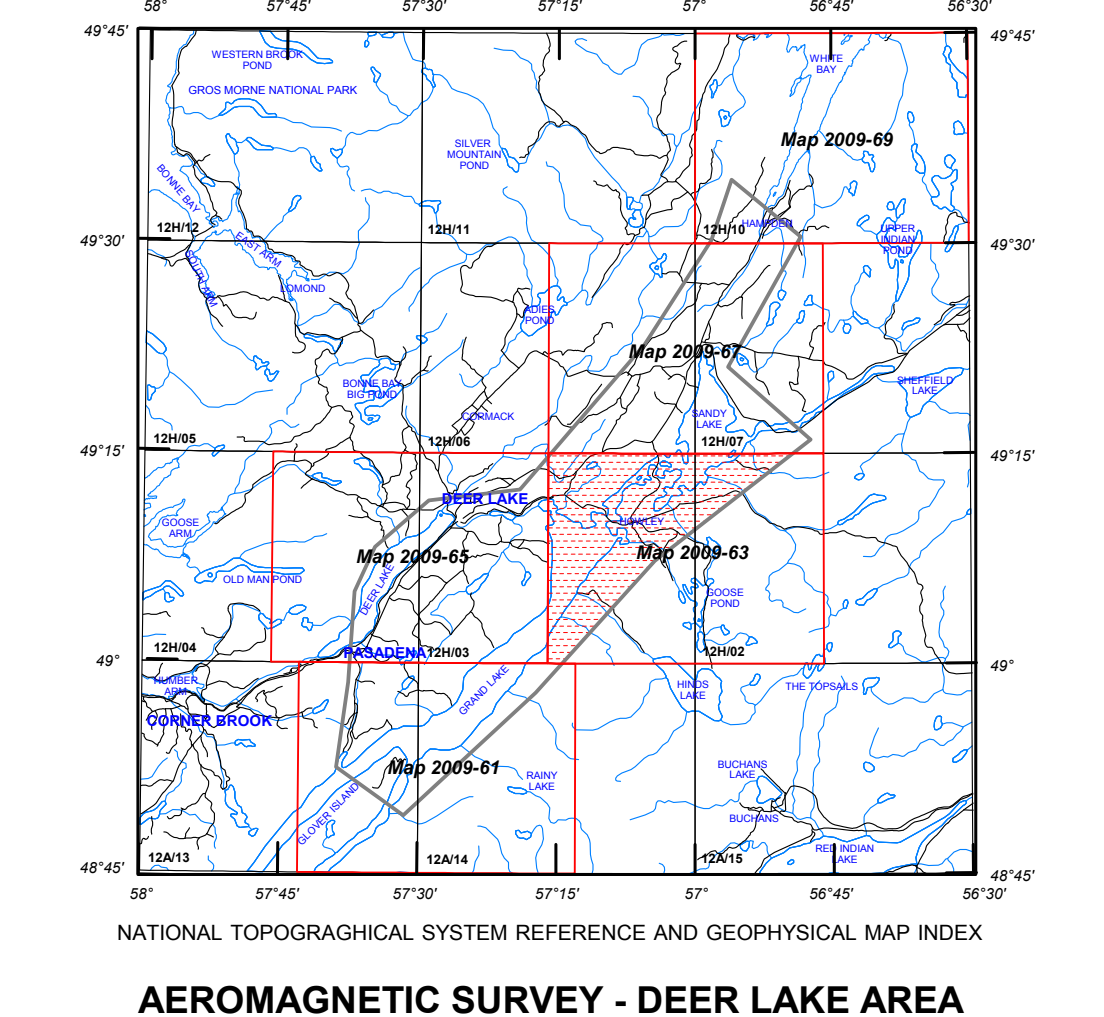 58° 57°45' 57°30' 57°15' 57° 56°45' 56°30'
49°45' 49°45'
WESTERN BROOK
POND
WHITE
BAY
GROS MORNE NATIONAL PARK
Map 2009-69
SILVER
MOUNTAIN
POND
BONNE BAY
12H/12 12H/11 12H/10 HAMPDEN
UPPER
INDIAN
POND
49°30' 49°30'
EAST ARM
SOUTH ARM
LOMOND
ADIES
POND
Map 2009-67
BONNE BAY
BIG POND
SHEFFIELD
LAKE
CORMACK
SANDY
LAKE
12H/05 12H/06 12H/07
49°15' 49°15'
DEER LAKE
GOOSE
ARM
HOWLEY
Map 2009-65 Map 2009-63
OLD MAN POND
DEER LAKE
GOOSE
POND
12H/04 PASADENA 12H/03 12H/02
49° 49°
HUMBER
ARM
GRAND LAKE
HINDS
LAKE
THE TOPSAILS
CORNER BROOK
Map 2009-61
RAINY
LAKE
BUCHANS
LAKE
GLOVER ISLAND
BUCHANS
RED INDIAN
LAKE
12A/13 12A/14 12A/15
48°45' 48°45'
58° 57°45' 57°30' 57°15' 57° 56°45' 56°30'
NATIONAL TOPOGRAGHICAL SYSTEM REFERENCE AND GEOPHYSICAL MAP INDEX
AEROMAGNETIC SURVEY - DEER LAKE AREA